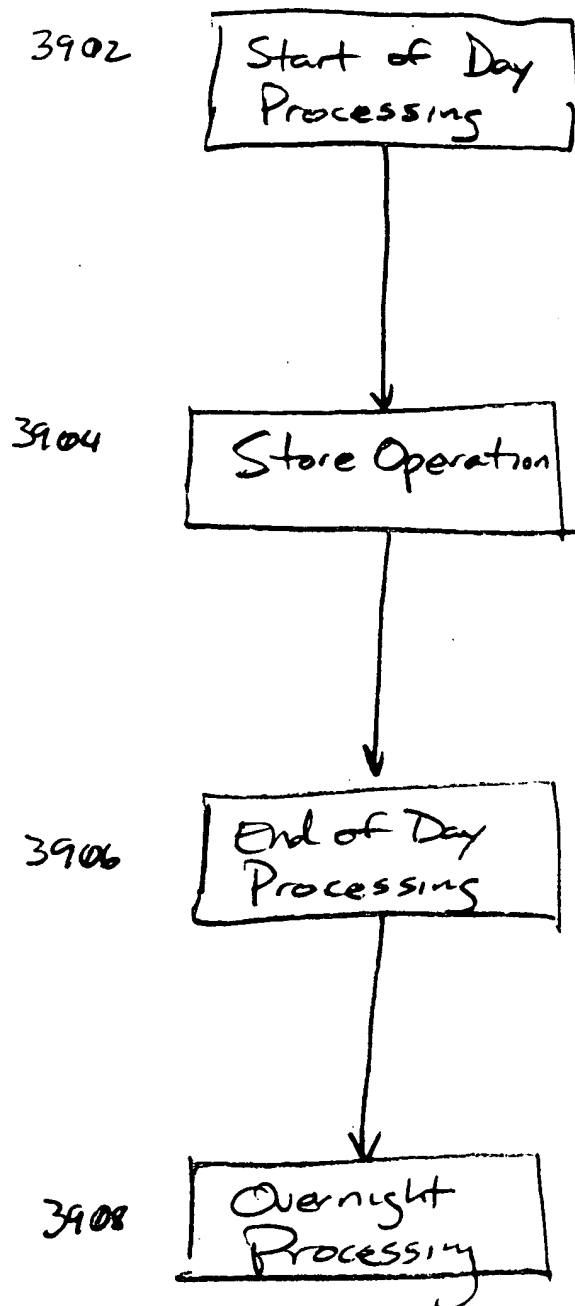 3902
Start of Day
Processing
3904
Store Operation
3906
End of Day
Processing
3908
Overnight
Processing